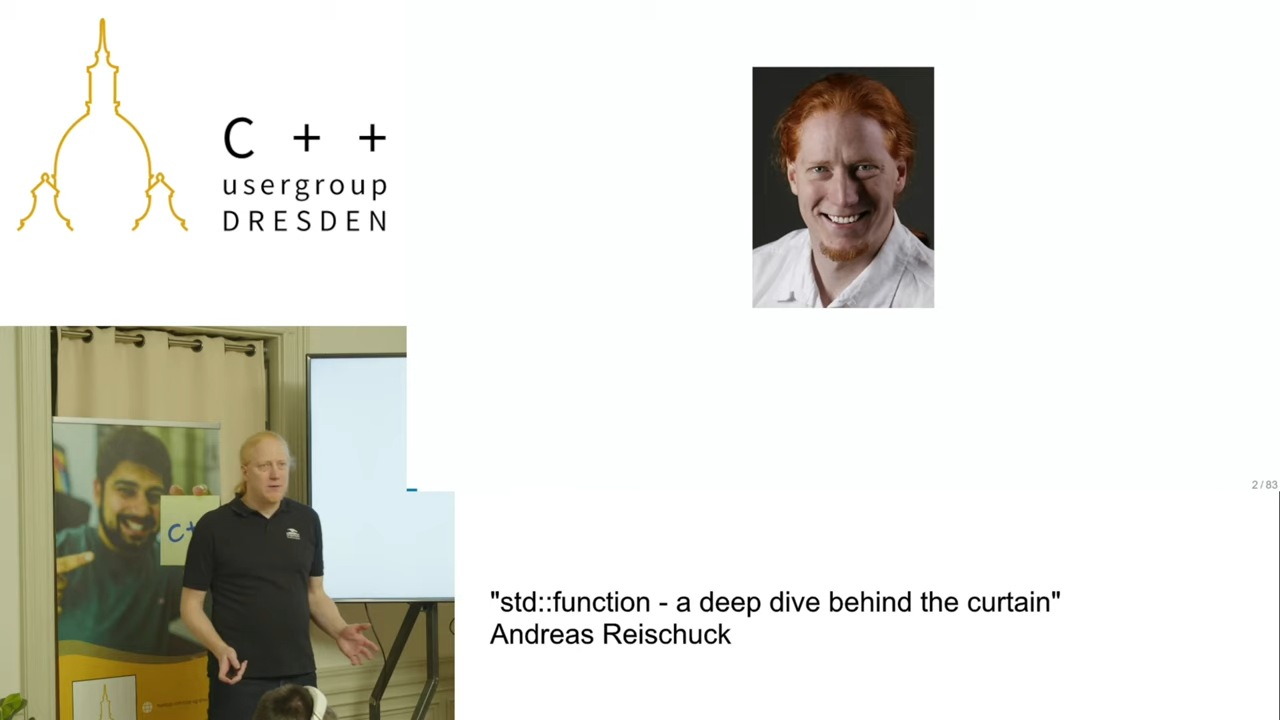 C + +
usergroup
DRESDEN
C+
2 / 83
"std::function - a deep dive behind the curtain"
Andreas Reischuck